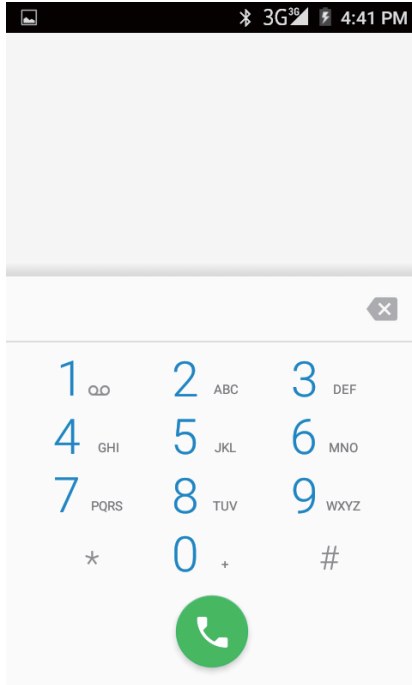 3G 3G 4:41 PM
1 2 ABC 3 DEF
4 GHI 5 JKL 6 MNO
7 PQRS 8 TUV 9 WXYZ
* 0 + #